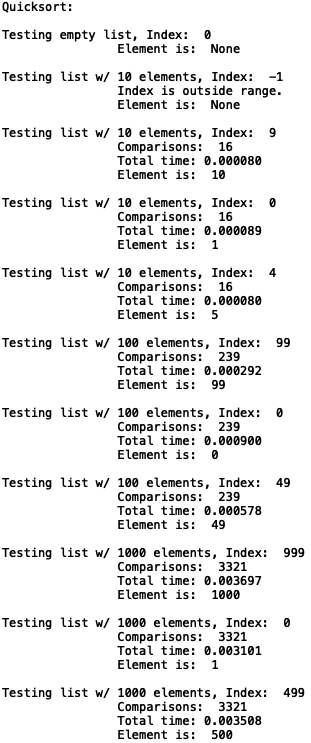 Quicksort:
Testing empty list, Index:  0
Element is:  None
Testing list w/ 10 elements, Index:  -1
Index is outside range.
Element is:  None
Testing list w/ 10 elements, Index:  9
Comparisons:  16
Total time: 0.000080
Element is:  10
Testing list w/ 10 elements, Index:  0
Comparisons:  16
Total time: 0.000089
Element is:  1
Testing list w/ 10 elements, Index:  4
Comparisons:  16
Total time: 0.000080
Element is:  5
Testing list w/ 100 elements, Index:  99
Comparisons:  239
Total time: 0.000292
Element is:  99
Testing list w/ 100 elements, Index:  0
Comparisons:  239
Total time: 0.000900
Element is:  0
Testing list w/ 100 elements, Index:  49
Comparisons:  239
Total time: 0.000578
Element is:  49
Testing list w/ 1000 elements, Index:  999
Comparisons:  3321
Total time: 0.003697
Element is:  1000
Testing list w/ 1000 elements, Index:  0
Comparisons:  3321
Total time: 0.003101
Element is:  1
Testing list w/ 1000 elements, Index:  499
Comparisons:  3321
Total time: 0.003508
Element is:  500